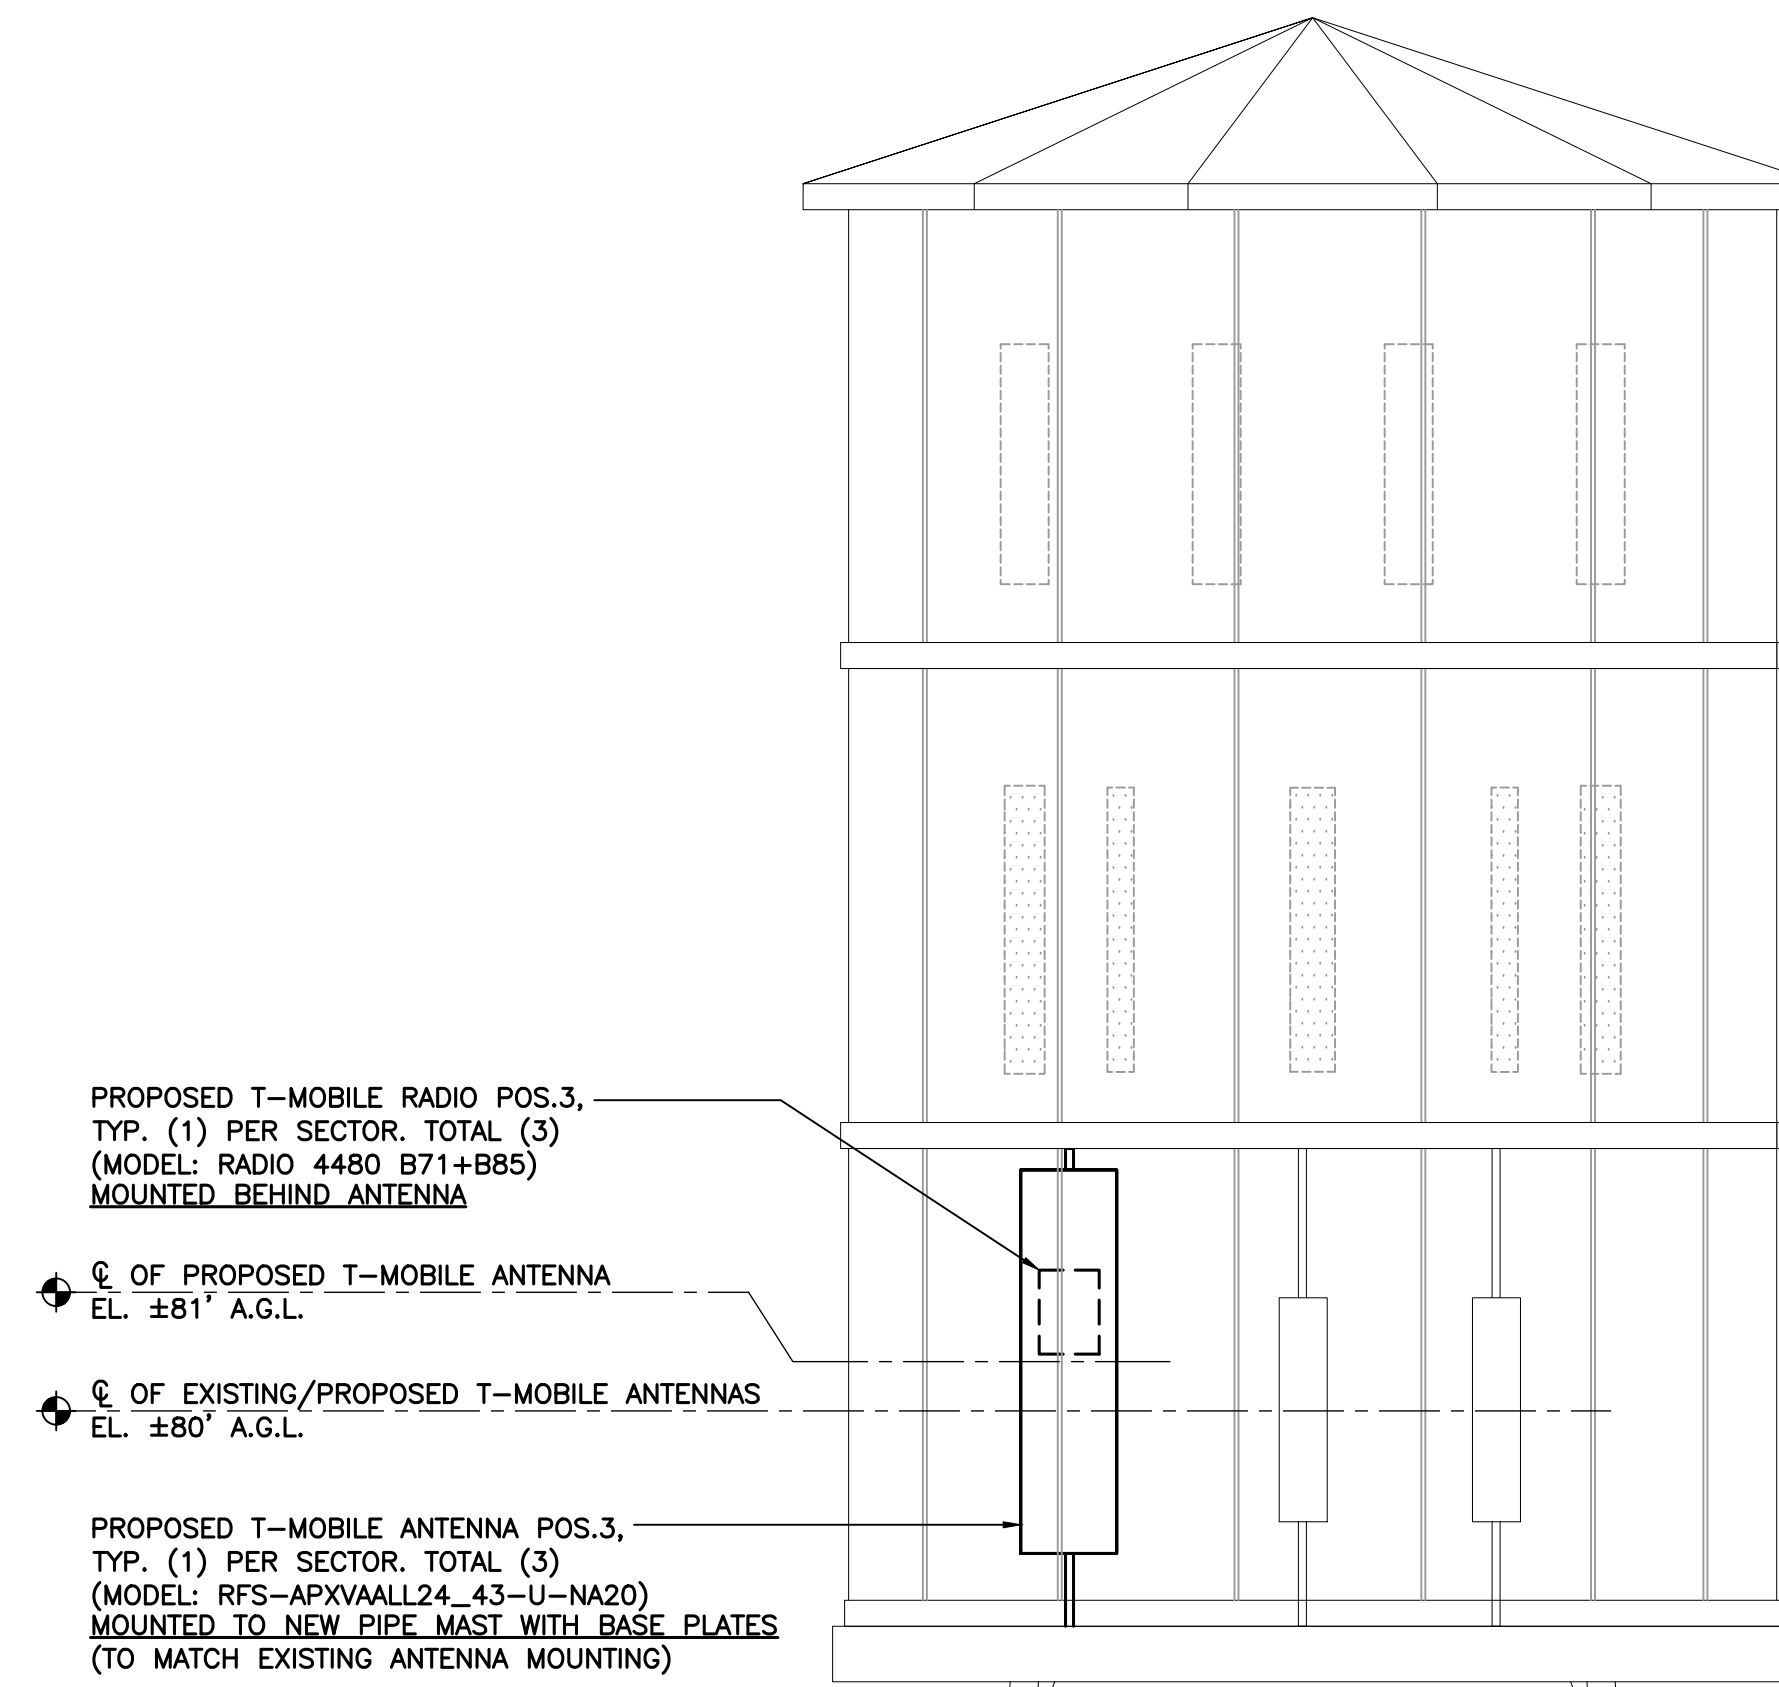 PROPOSED T-MOBILE RADIO POS.3,
TYP. (1) PER SECTOR. TOTAL (3)
(MODEL: RADIO 4480 B71+B85)
MOUNTED BEHIND ANTENNA
℄ OF PROPOSED T-MOBILE ANTENNA
EL. ±81' A.G.L.
℄ OF EXISTING/PROPOSED T-MOBILE ANTENNAS
EL. ±80' A.G.L.
PROPOSED T-MOBILE ANTENNA POS.3,
TYP. (1) PER SECTOR. TOTAL (3)
(MODEL: RFS-APXVAALL24_43-U-NA20)
MOUNTED TO NEW PIPE MAST WITH BASE PLATES
(TO MATCH EXISTING ANTENNA MOUNTING)